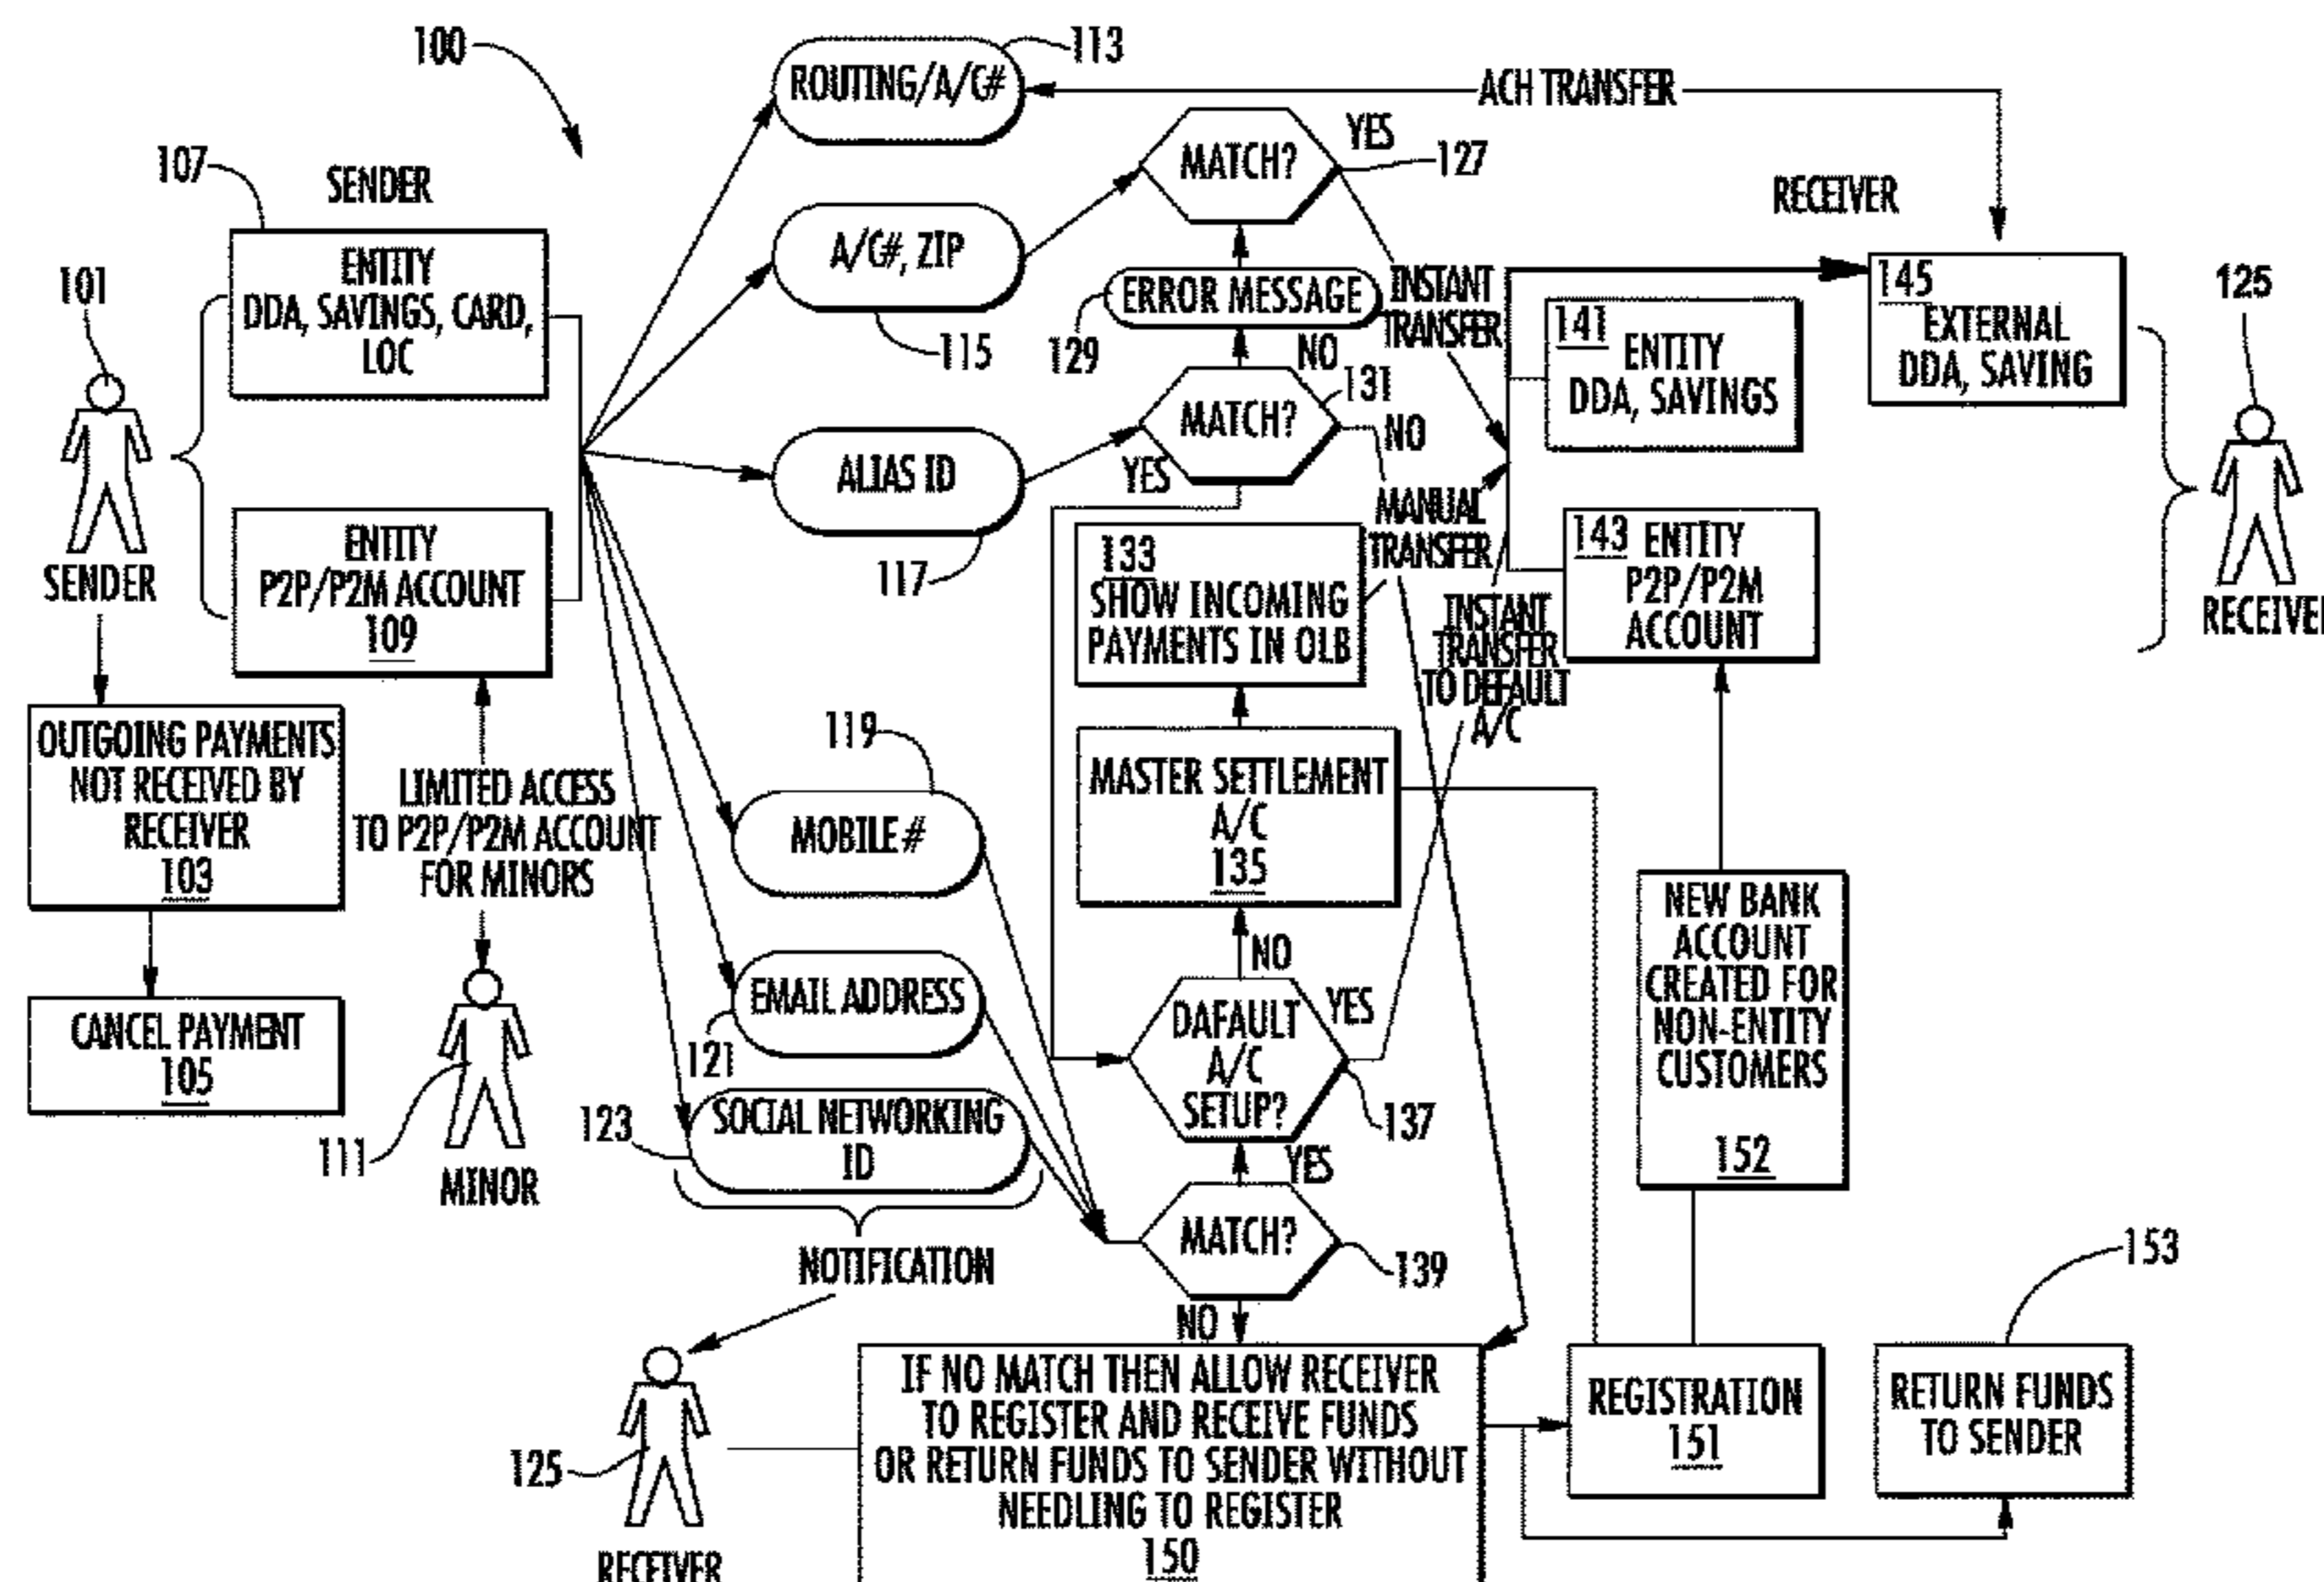 100
113
ROUTING/A/C#
ACH TRANSFER
107
SENDER
MATCH?
YES
127
RECEIVER
101
ENTITY
DDA, SAVINGS, CARD,
LOC
A/C#, ZIP
115
ERROR MESSAGE
129
INSTANT
TRANSFER
145
EXTERNAL
DDA, SAVING
125
141
ENTITY
DDA, SAVINGS
NO
131
MATCH?
NO
YES
ALIAS ID
117
SENDER
ENTITY
P2P/P2M ACCOUNT
109
MANUAL
TRANSFER
133
SHOW INCOMING
PAYMENTS IN OLB
143 ENTITY
P2P/P2M
ACCOUNT
RECEIVER
INSTANT
TRANSFER
TO DEFAULT
A/C
OUTGOING PAYMENTS
NOT RECEIVED BY
RECEIVER
103
LIMITED ACCESS
TO P2P/P2M ACCOUNT
FOR MINORS
119
MOBILE #
MASTER SETTLEMENT
A/C
135
NEW BANK
ACCOUNT
CREATED FOR
NON-ENTITY
CUSTOMERS
152
CANCEL PAYMENT
105
111
MINOR
EMAIL ADDRESS
121
NO
DAFAULT
A/C
SETUP?
YES
137
123
SOCIAL NETWORKING
ID
NOTIFICATION
YES
MATCH?
139
NO
153
125
RECEIVER
IF NO MATCH THEN ALLOW RECEIVER
TO REGISTER AND RECEIVE FUNDS
OR RETURN FUNDS TO SENDER WITHOUT
NEEDLING TO REGISTER
150
REGISTRATION
151
RETURN FUNDS
TO SENDER